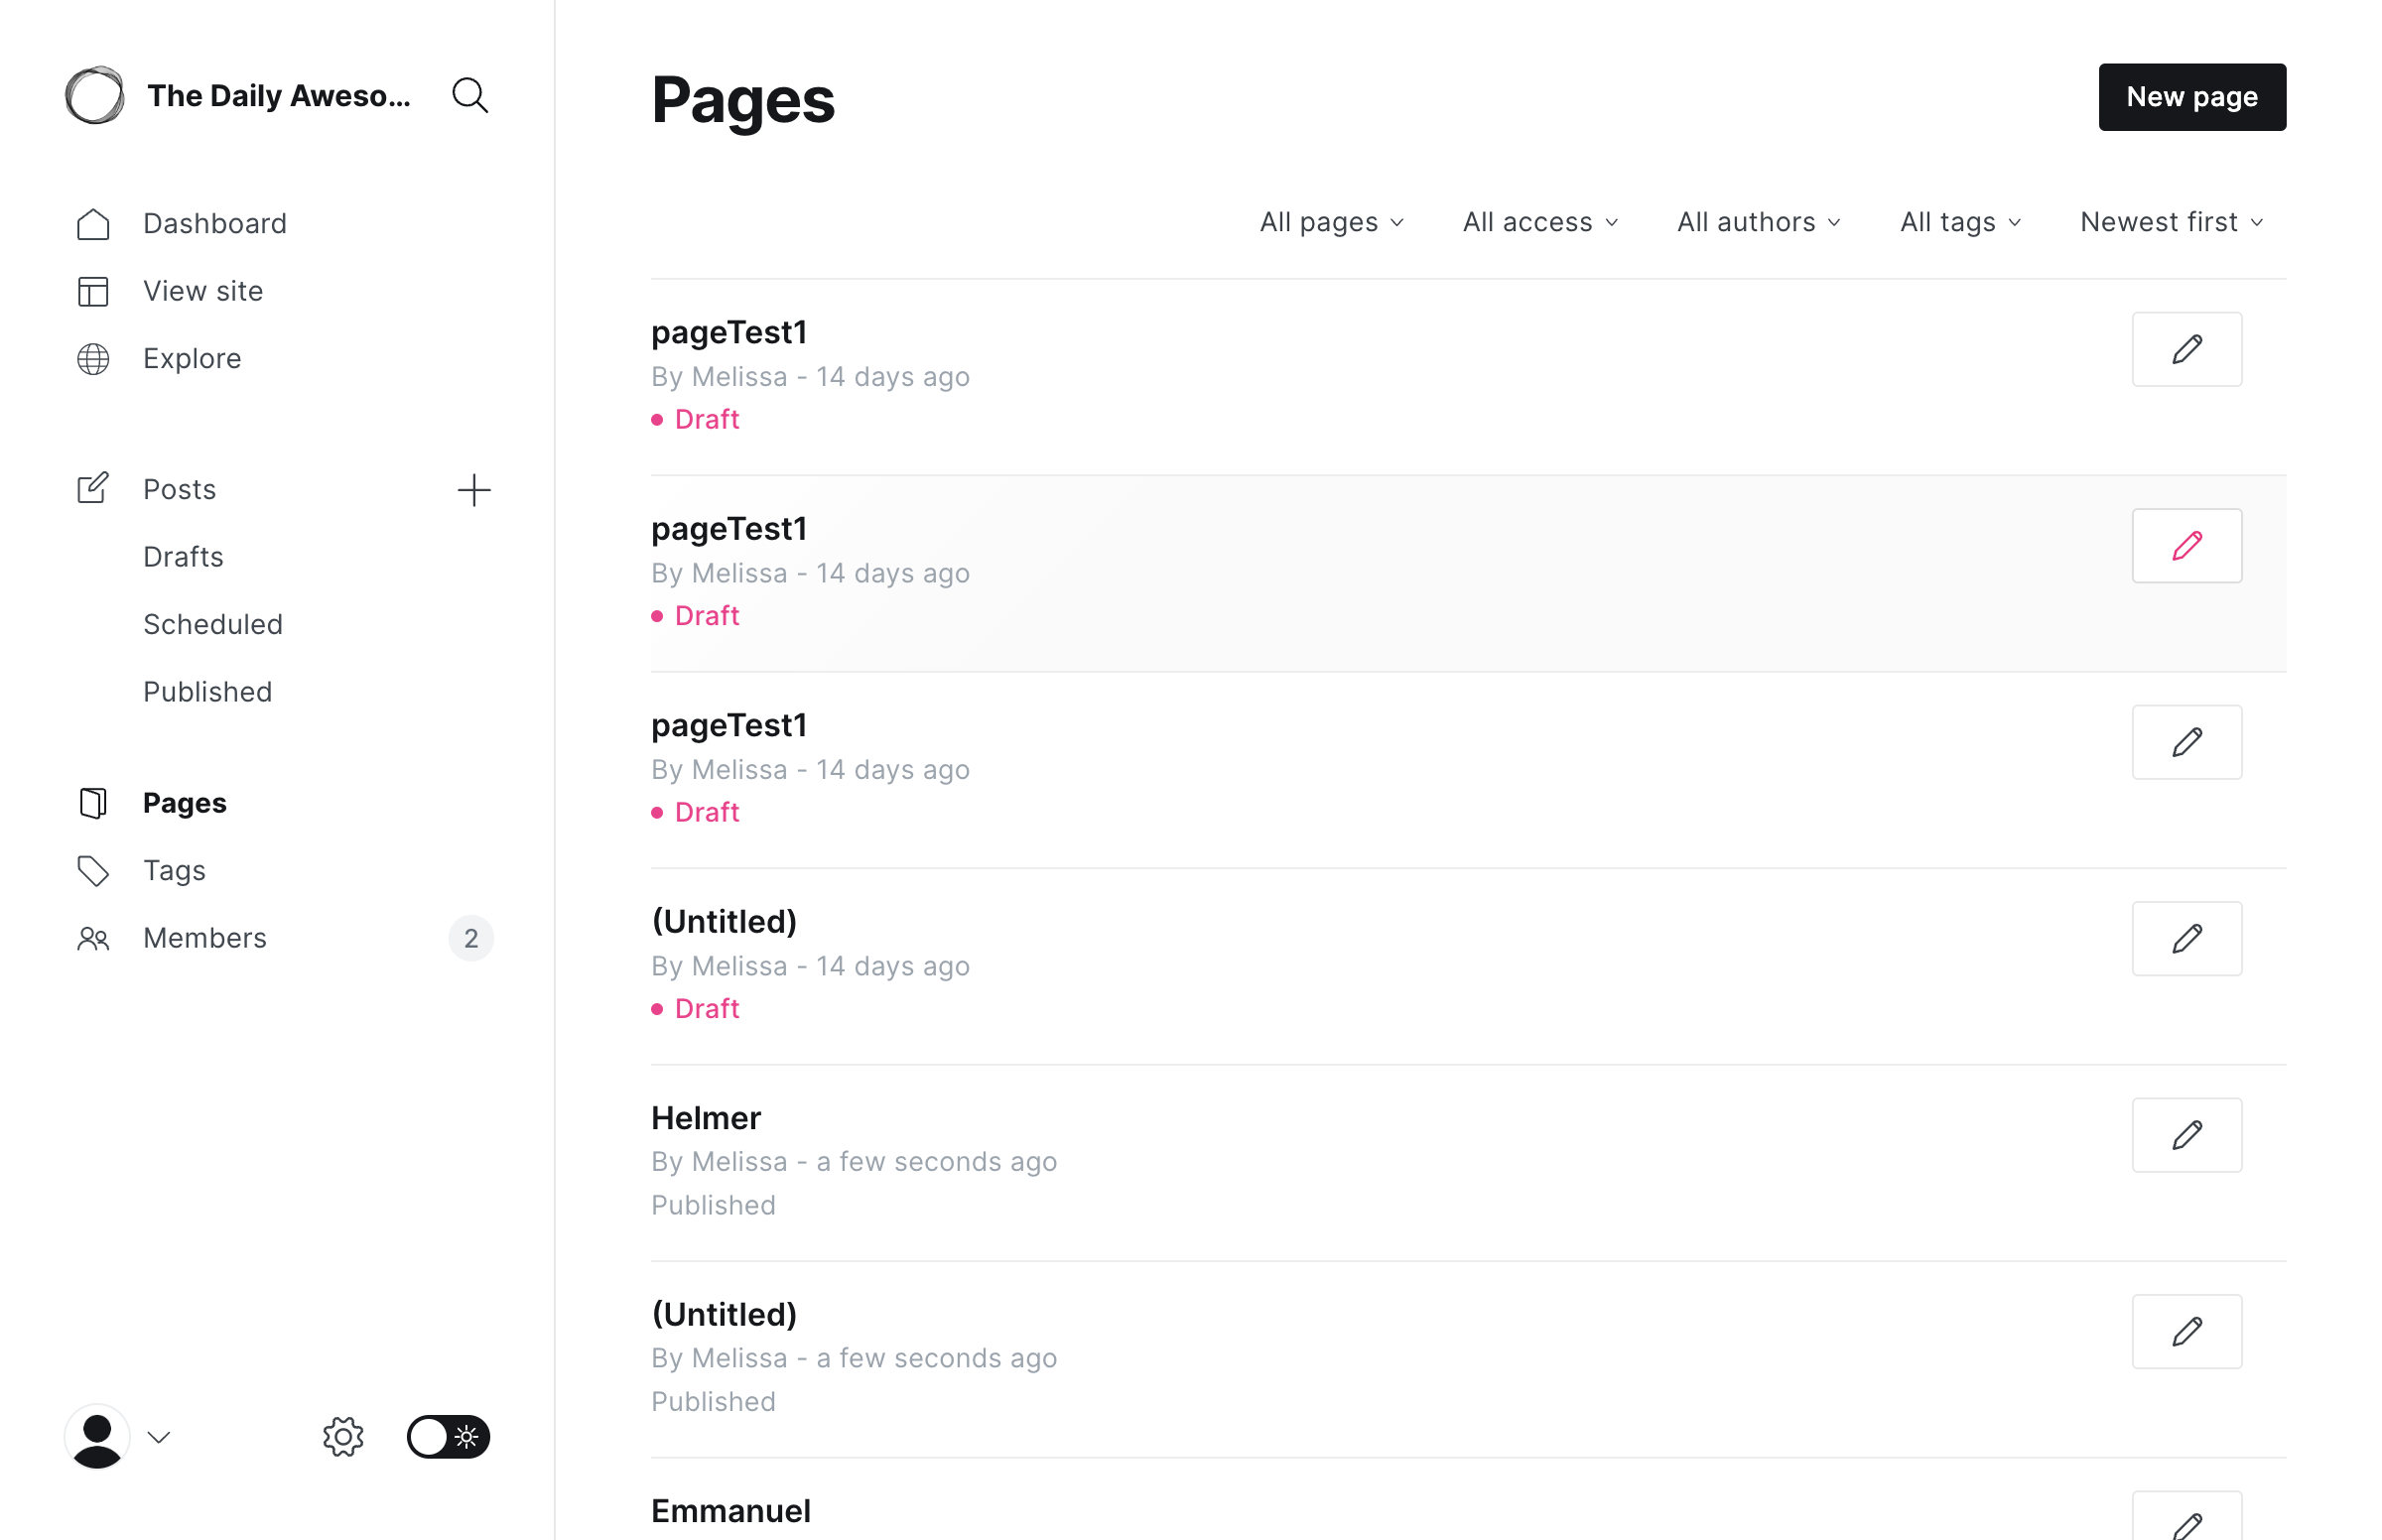 The Daily Aweso...
Dashboard
View site
Explore
Posts
Drafts
Scheduled
Published
Pages
Tags
Members 2
Pages
New page
All pages All access All authors All tags Newest first
pageTest1
By Melissa - 14 days ago
Draft
pageTest1
By Melissa - 14 days ago
Draft
pageTest1
By Melissa - 14 days ago
Draft
(Untitled)
By Melissa - 14 days ago
Draft
Helmer
By Melissa - a few seconds ago
Published
(Untitled)
By Melissa - a few seconds ago
Published
Emmanuel